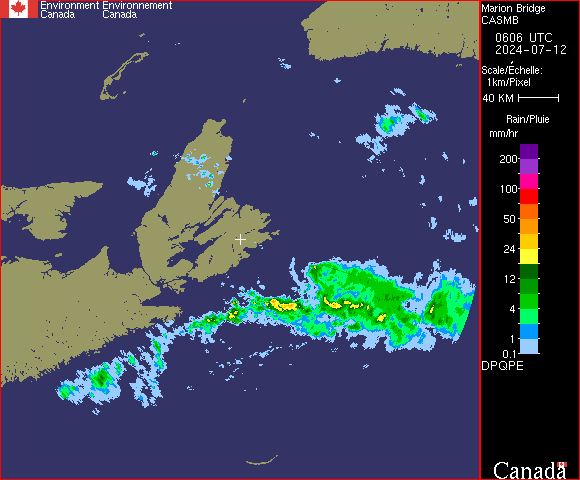 Environment Environnement
Canada Canada
Marion Bridge
CASMB
0606 UTC
2024-07-12
Scale/Échelle:
1km/Pixel
40 KM
Rain/Pluie
mm/hr
200
100
50
24
12
4
1
0.1
DPQPE
Canada